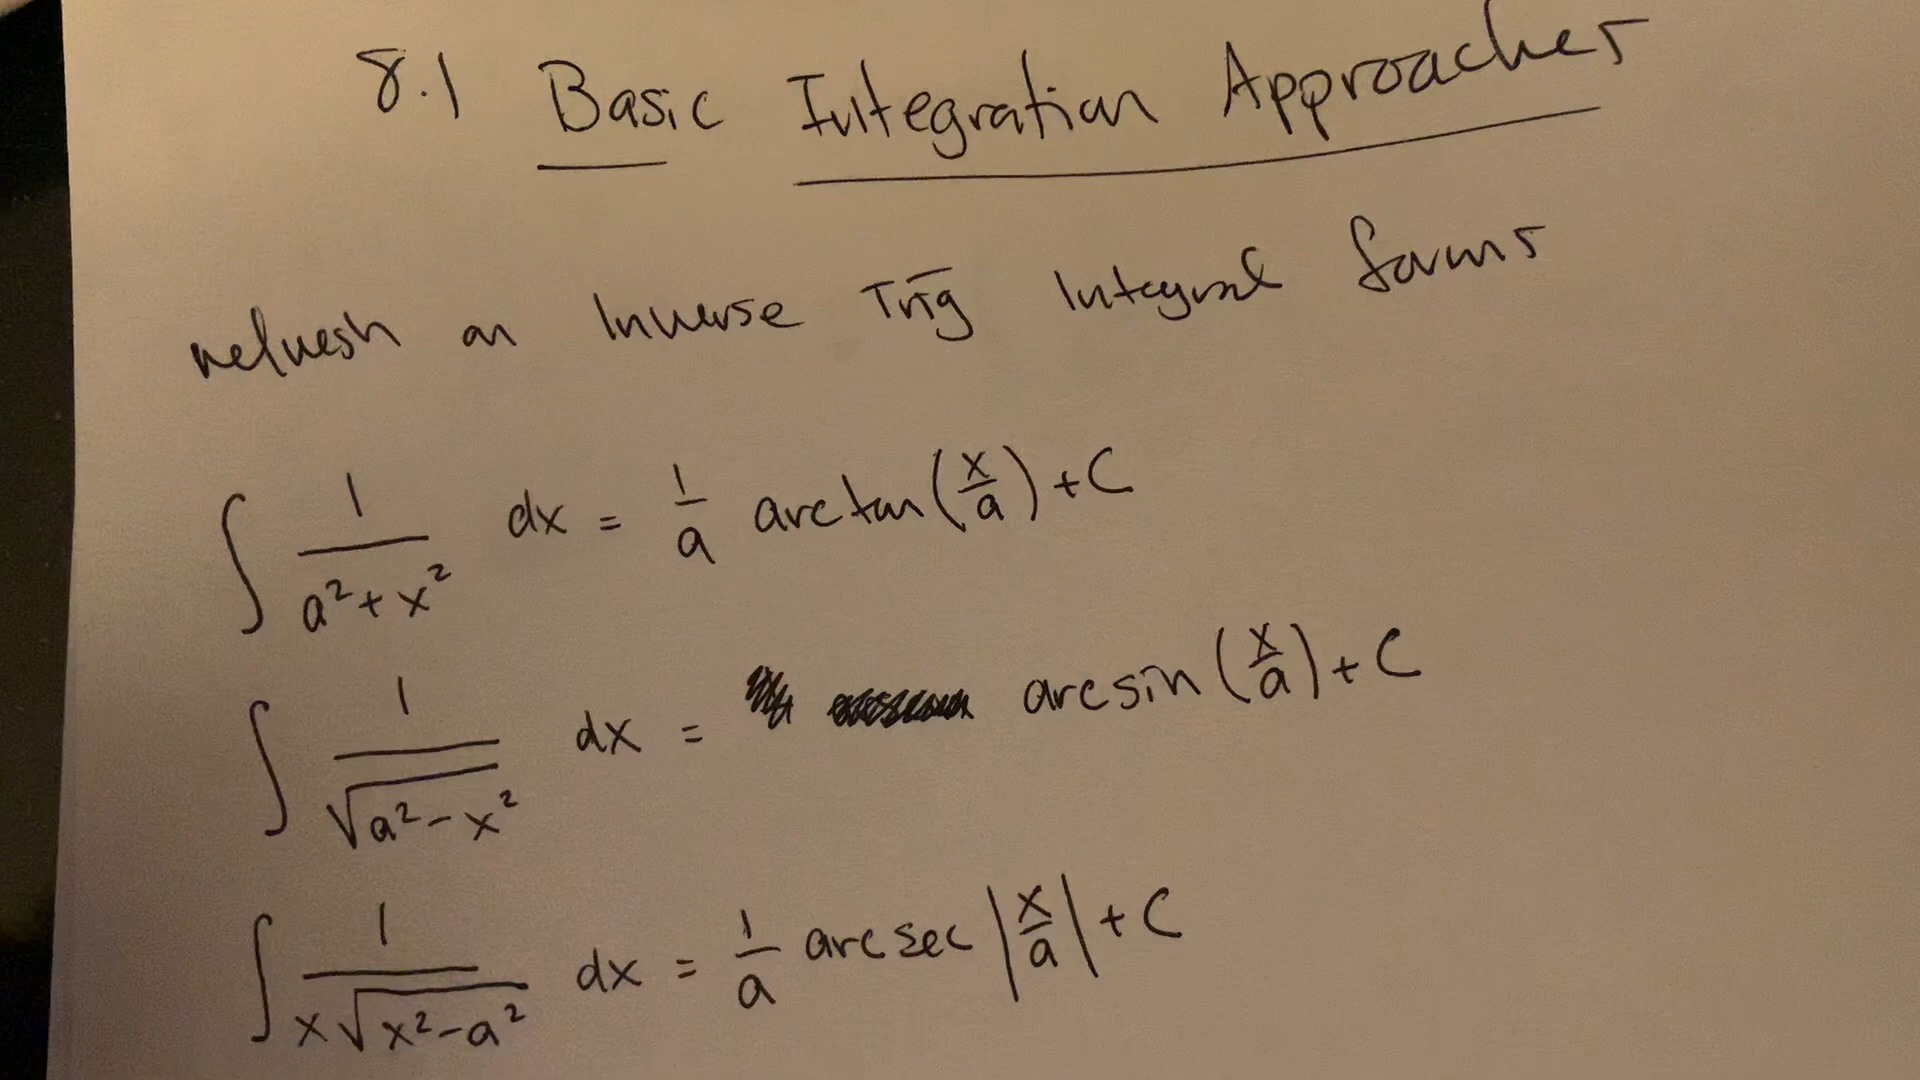 8.1 Basic Integration Approaches
refresh on Inverse Trig Integral forms
∫ 1/(a²+x²) dx = 1/a arctan(x/a)+C
∫ 1/√(a²-x²) dx = arcsin(x/a)+C
∫ 1/(x√(x²-a²)) dx = 1/a arcsec|x/a|+C